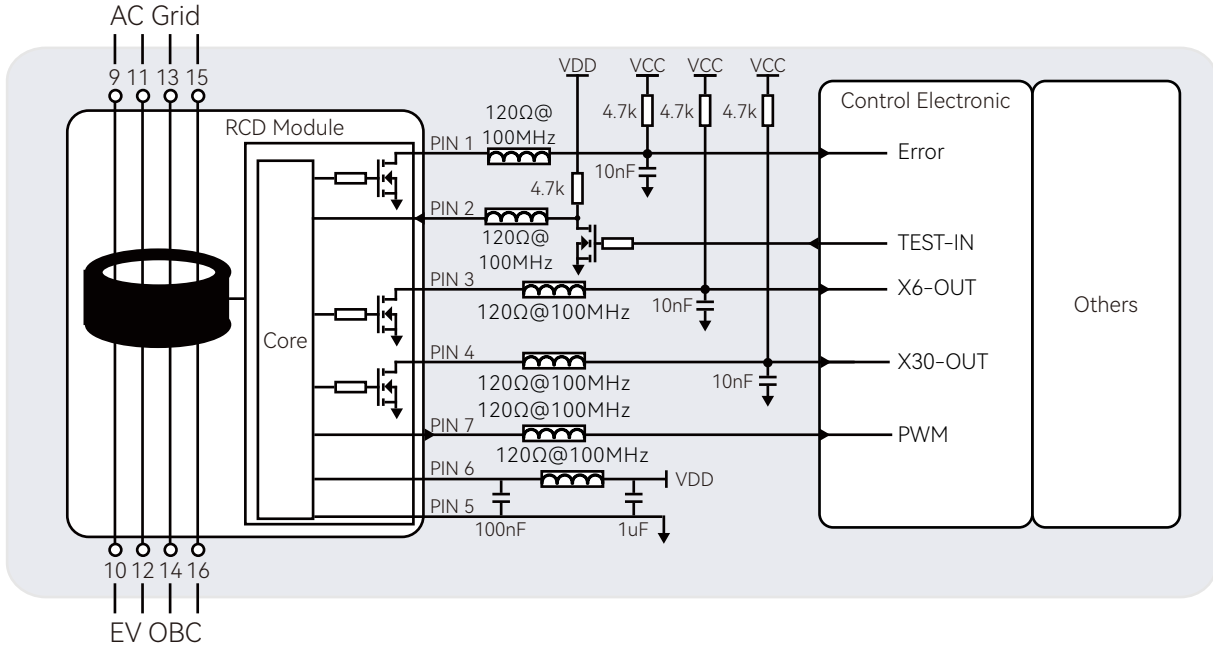 AC Grid
9 11 13 15
VDD VCC VCC VCC
RCD Module
120Ω@
100MHz
4.7k 4.7k 4.7k
Control Electronic
PIN 1
Error
10nF
4.7k
PIN 2
120Ω@
100MHz
TEST-IN
PIN 3
X6-OUT
120Ω@100MHz
10nF
Others
Core
PIN 4
X30-OUT
120Ω@100MHz
10nF
120Ω@100MHz
PIN 7
PWM
120Ω@100MHz
PIN 6
VDD
PIN 5
100nF
1uF
10 12 14 16
EV OBC